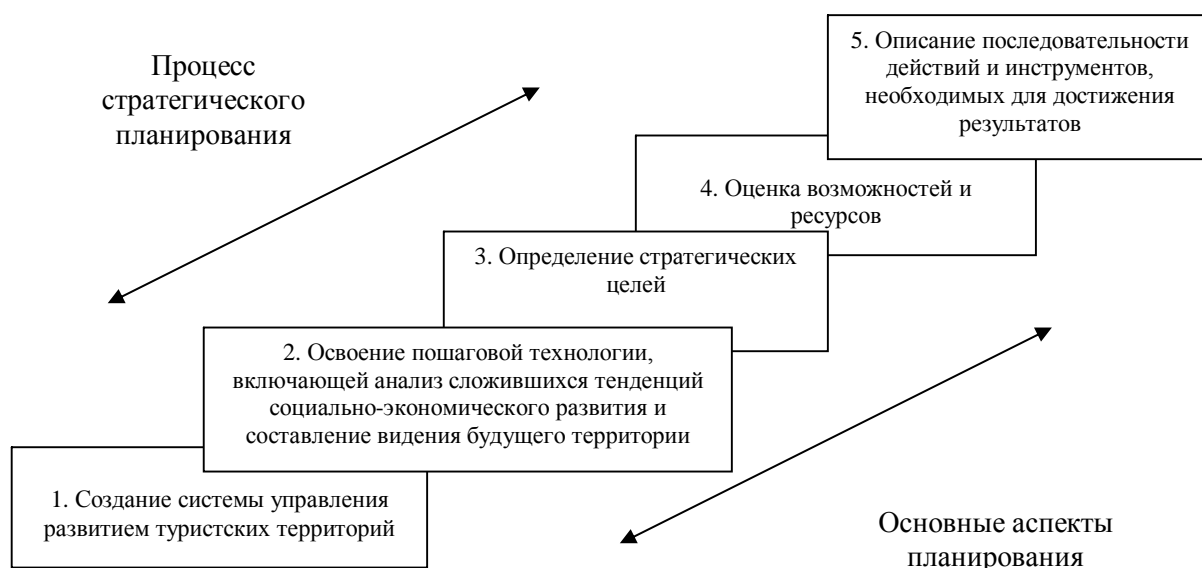 Процесс
стратегического
планирования
5. Описание последовательности
действий и инструментов,
необходимых для достижения
результатов
4. Оценка возможностей и
ресурсов
3. Определение стратегических
целей
2. Освоение пошаговой технологии,
включающей анализ сложившихся тенденций
социально-экономического развития и
составление видения будущего территории
1. Создание системы управления
развитием туристских территорий
Основные аспекты
планирования